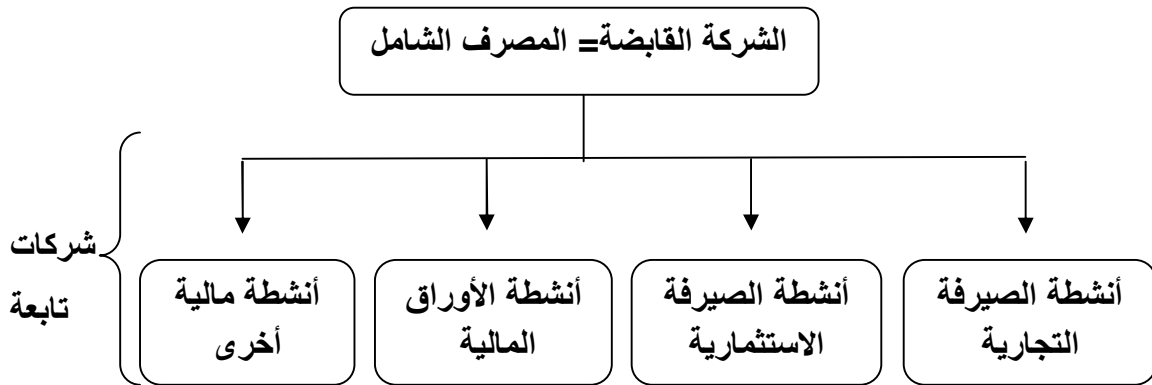 الشركة القابضة= المصرف الشامل
أنشطة الصيرفة
التجارية
أنشطة الصيرفة
الاستثمارية
أنشطة الأوراق
المالية
أنشطة مالية
أخرى
شركات
تابعة